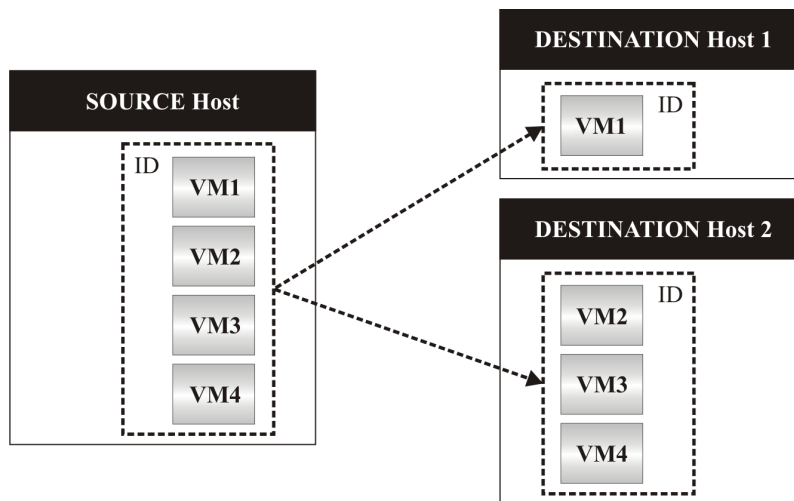 SOURCE Host
ID
VM1
VM2
VM3
VM4
DESTINATION Host 1
VM1
ID
DESTINATION Host 2
ID
VM2
VM3
VM4